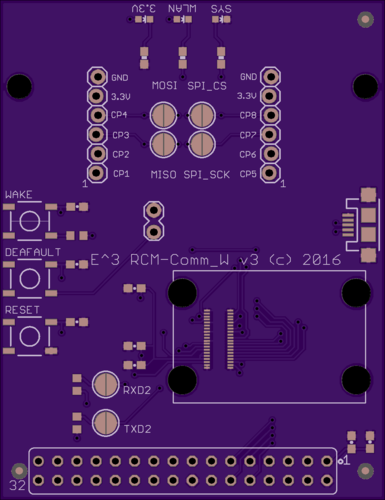 3.3V WLAN SYS
GND GND
3.3V MOSI SPI_CS 3.3V
CP4 CP8
CP3 CP7
CP2 CP6
CP1 MISO SPI_SCK CP5
1 1
WAKE
DEAFAULT
E^3 RCM-Comm_W v3 (c) 2016
RESET
RXD2
TXD2
1
32